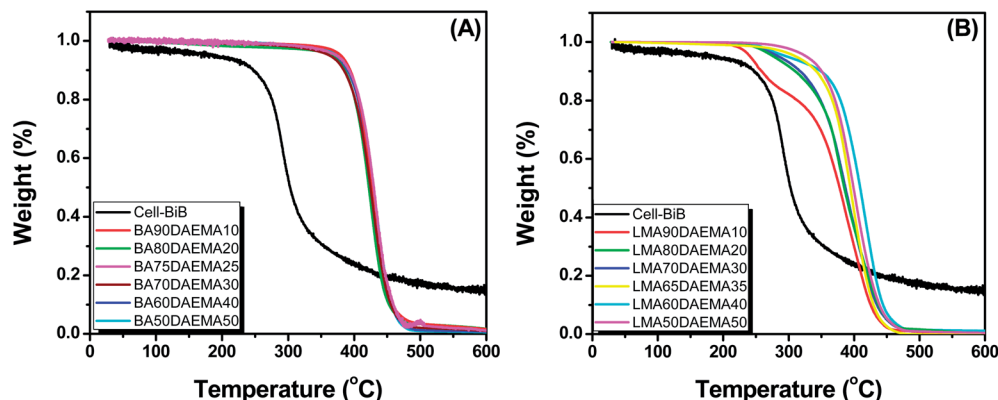 (A)
Weight (%)
1.0
0.8
0.6
0.4
0.2
0.0
Cell-BiB
BA90DAEMA10
BA80DAEMA20
BA75DAEMA25
BA70DAEMA30
BA60DAEMA40
BA50DAEMA50
0 100 200 300 400 500 600
Temperature (°C)
(B)
Weight (%)
1.0
0.8
0.6
0.4
0.2
0.0
Cell-BiB
LMA90DAEMA10
LMA80DAEMA20
LMA70DAEMA30
LMA65DAEMA35
LMA60DAEMA40
LMA50DAEMA50
0 100 200 300 400 500 600
Temperature (°C)